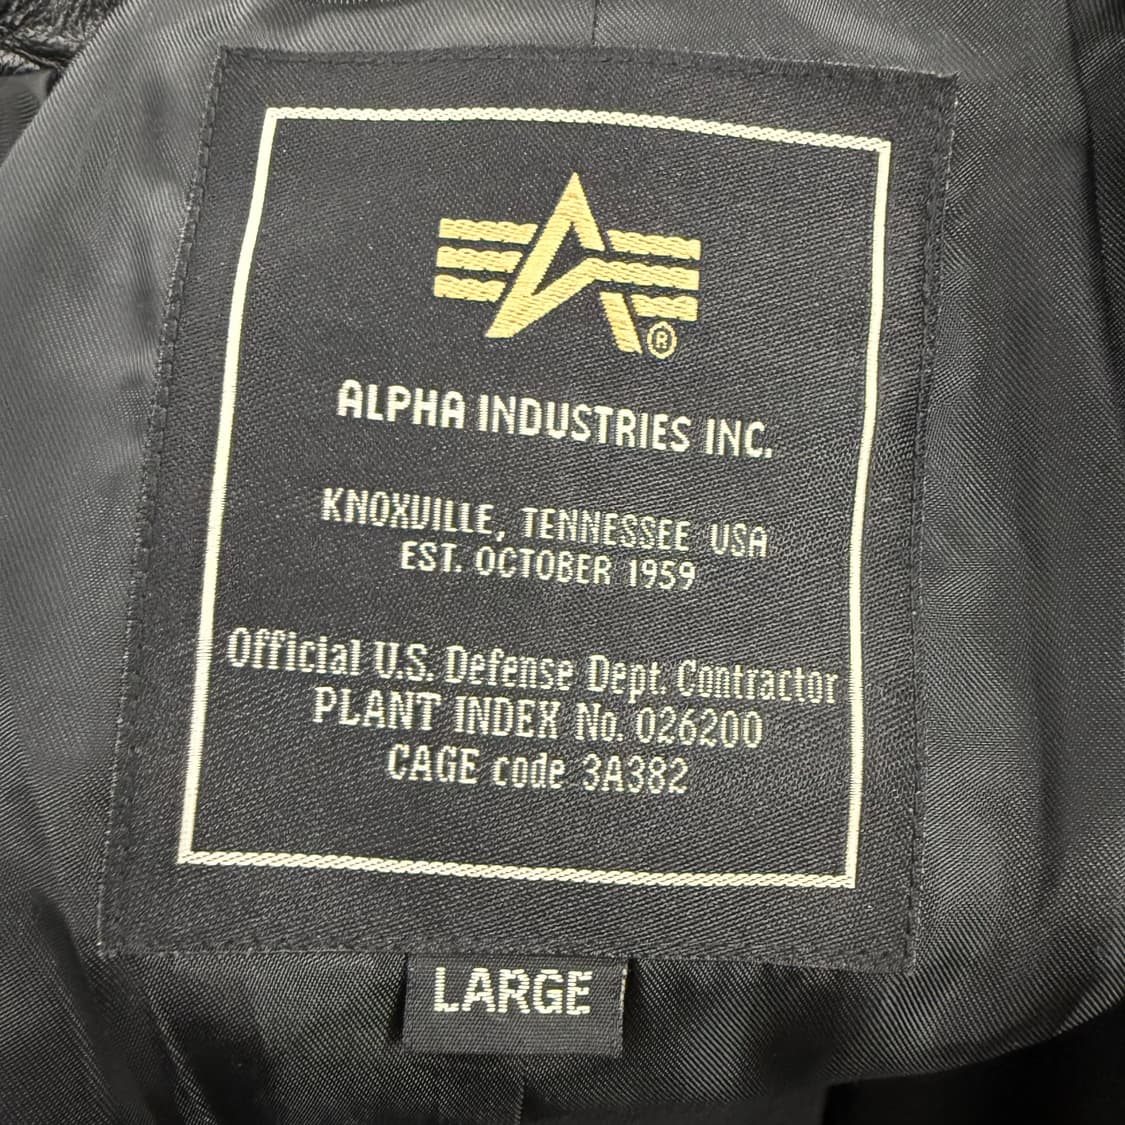 ®
ALPHA INDUSTRIES INC.
KNOXVILLE, TENNESSEE USA
EST. OCTOBER 1959
Official U.S. Defense Dept. Contractor
PLANT INDEX No. 026200
CAGE code 3A382
LARGE